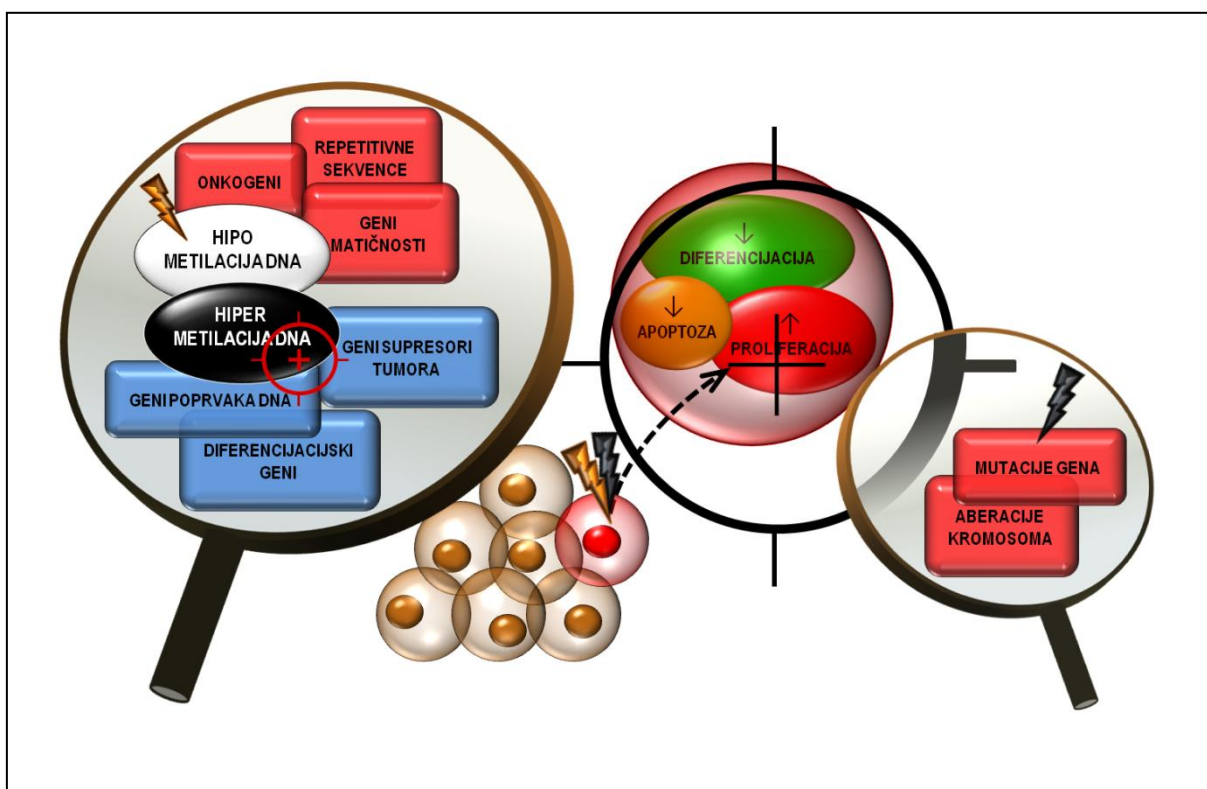 REPETITIVNE
SEKVENCE
ONKOGENI
GENI
MATIČNOSTI
HIPO
METILACIJA DNA
HIPER
METILACIJA DNA
GENI SUPRESORI
TUMORA
GENI POPRVAKA DNA
DIFERENCIJACIJSKI
GENI
↓
DIFERENCIJACIJA
↓
APOPTOZA
↑
PROLIFERACIJA
MUTACIJE GENA
ABERACIJE
KROMOSOMA